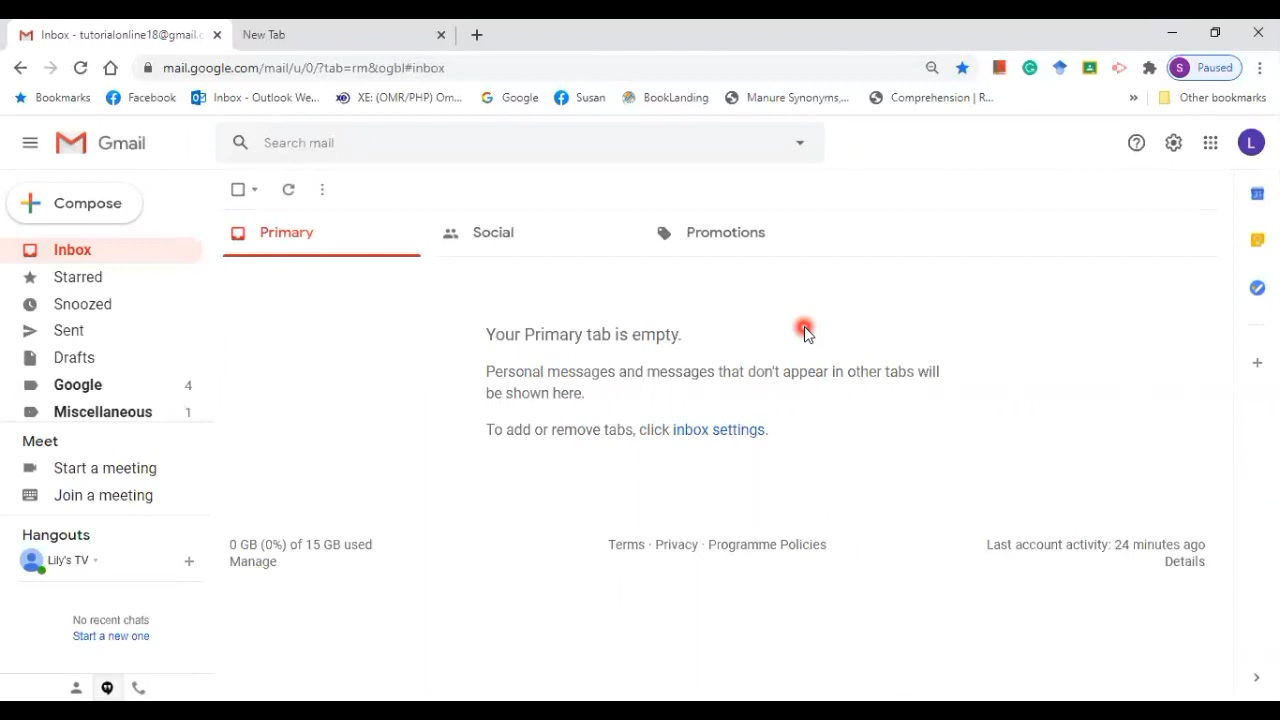 Inbox - tutorialonline18@gmail.c
New Tab
mail.google.com/mail/u/0/?tab=rm&ogbl#inbox
S Paused
Bookmarks Facebook Inbox - Outlook We... XE: (OMR/PHP) Om... Google Susan BookLanding Manure Synonyms,... Comprehension | R... » Other bookmarks
Gmail
Search mail
L
Compose
Inbox
Starred
Snoozed
Sent
Drafts
Google 4
Miscellaneous 1
Meet
Start a meeting
Join a meeting
Hangouts
Lily's TV
No recent chats
Start a new one
Primary Social Promotions
Your Primary tab is empty.
Personal messages and messages that don't appear in other tabs will
be shown here.
To add or remove tabs, click inbox settings.
0 GB (0%) of 15 GB used
Manage
Terms · Privacy · Programme Policies
Last account activity: 24 minutes ago
Details